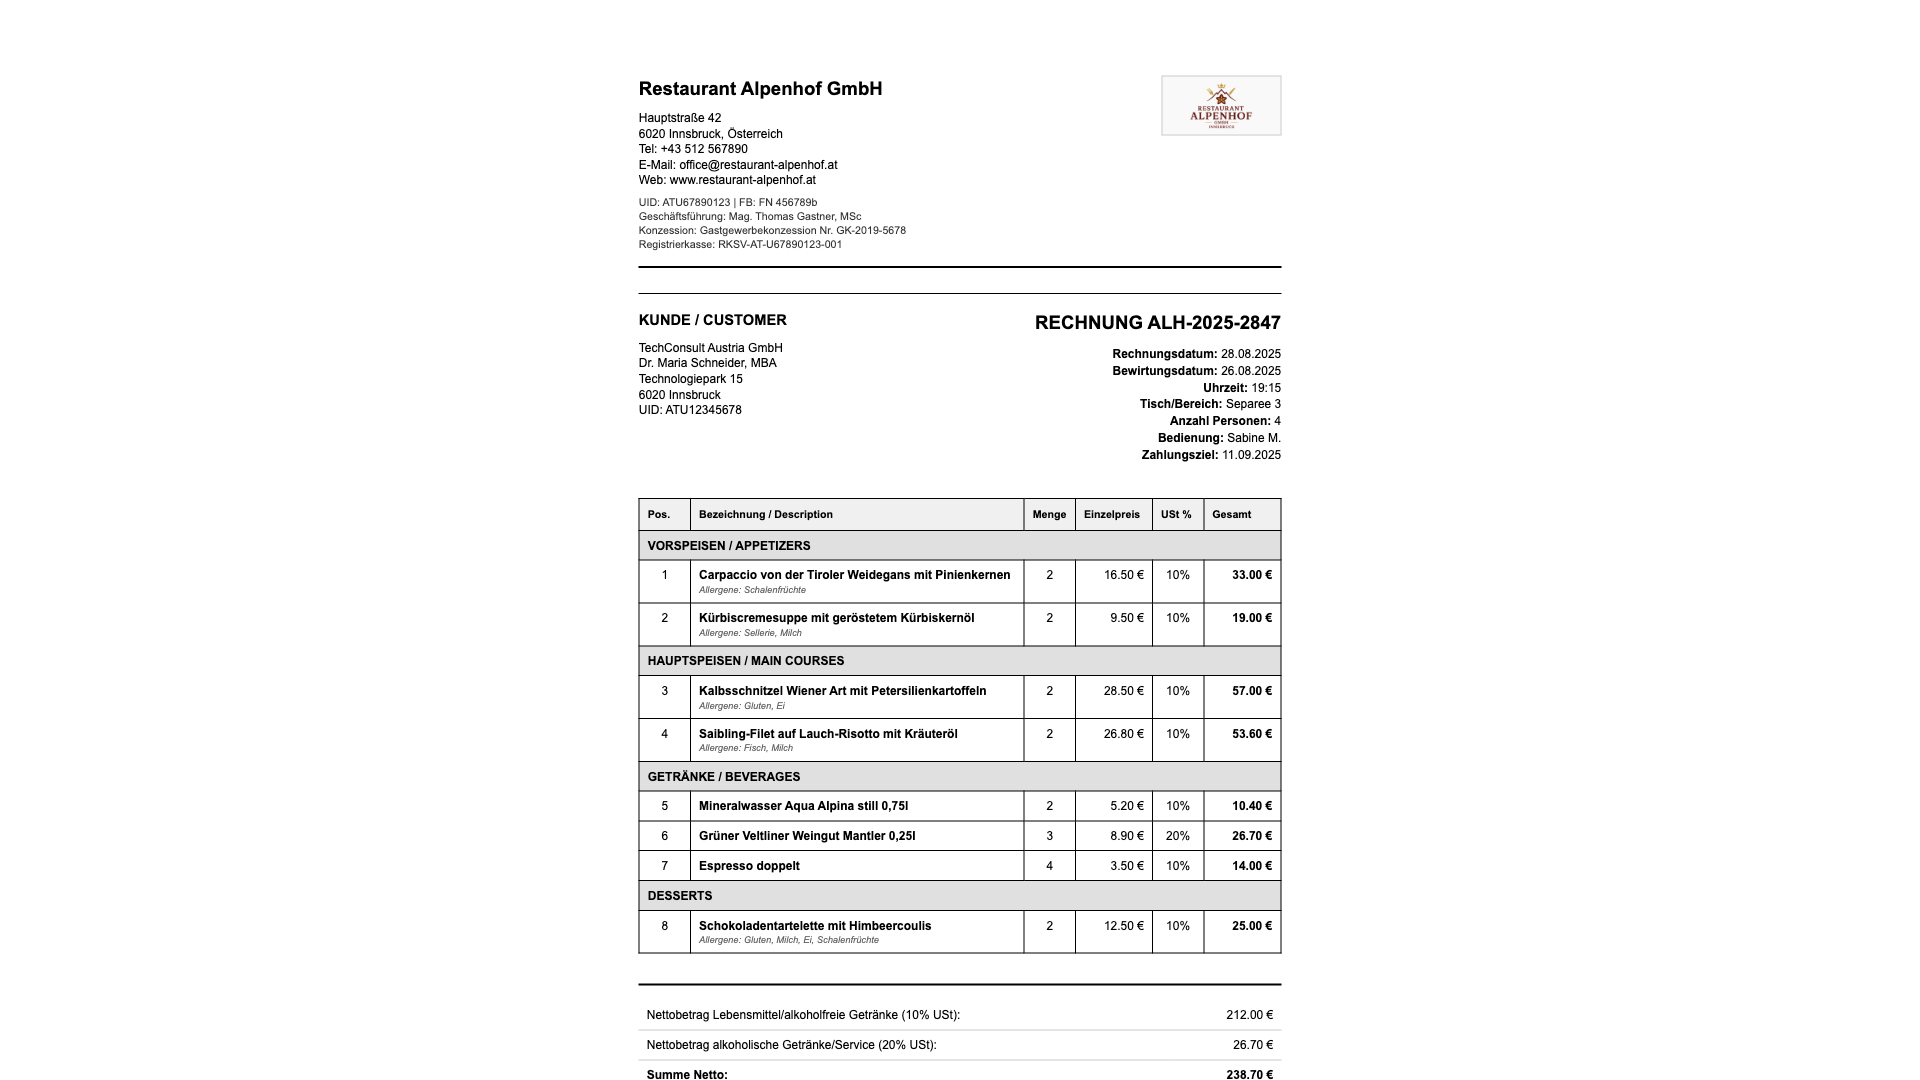 Restaurant Alpenhof GmbH
Hauptstraße 42
6020 Innsbruck, Österreich
Tel: +43 512 567890
E-Mail: office@restaurant-alpenhof.at
Web: www.restaurant-alpenhof.at
UID: ATU67890123 | FB: FN 456789b
Geschäftsführung: Mag. Thomas Gastner, MSc
Konzession: Gastgewerbekonzession Nr. GK-2019-5678
Registrierkasse: RKSV-AT-U67890123-001
RESTAURANT
ALPENHOF
GMBH
INNSBRUCK
KUNDE / CUSTOMER
TechConsult Austria GmbH
Dr. Maria Schneider, MBA
Technologiepark 15
6020 Innsbruck
UID: ATU12345678
RECHNUNG ALH-2025-2847
Rechnungsdatum: 28.08.2025
Bewirtungsdatum: 26.08.2025
Uhrzeit: 19:15
Tisch/Bereich: Separee 3
Anzahl Personen: 4
Bedienung: Sabine M.
Zahlungsziel: 11.09.2025
Pos. Bezeichnung / Description Menge Einzelpreis USt % Gesamt
VORSPEISEN / APPETIZERS
1 Carpaccio von der Tiroler Weidegans mit Pinienkernen 2 16.50 € 10% 33.00 €
Allergene: Schalenfrüchte
2 Kürbiscremesuppe mit geröstetem Kürbiskernöl 2 9.50 € 10% 19.00 €
Allergene: Sellerie, Milch
HAUPTSPEISEN / MAIN COURSES
3 Kalbsschnitzel Wiener Art mit Petersilienkartoffeln 2 28.50 € 10% 57.00 €
Allergene: Gluten, Ei
4 Saibling-Filet auf Lauch-Risotto mit Kräuteröl 2 26.80 € 10% 53.60 €
Allergene: Fisch, Milch
GETRÄNKE / BEVERAGES
5 Mineralwasser Aqua Alpina still 0,75l 2 5.20 € 10% 10.40 €
6 Grüner Veltliner Weingut Mantler 0,25l 3 8.90 € 20% 26.70 €
7 Espresso doppelt 4 3.50 € 10% 14.00 €
DESSERTS
8 Schokoladentartelette mit Himbeercoulis 2 12.50 € 10% 25.00 €
Allergene: Gluten, Milch, Ei, Schalenfrüchte
Nettobetrag Lebensmittel/alkoholfreie Getränke (10% USt): 212.00 €
Nettobetrag alkoholische Getränke/Service (20% USt): 26.70 €
Summe Netto: 238.70 €